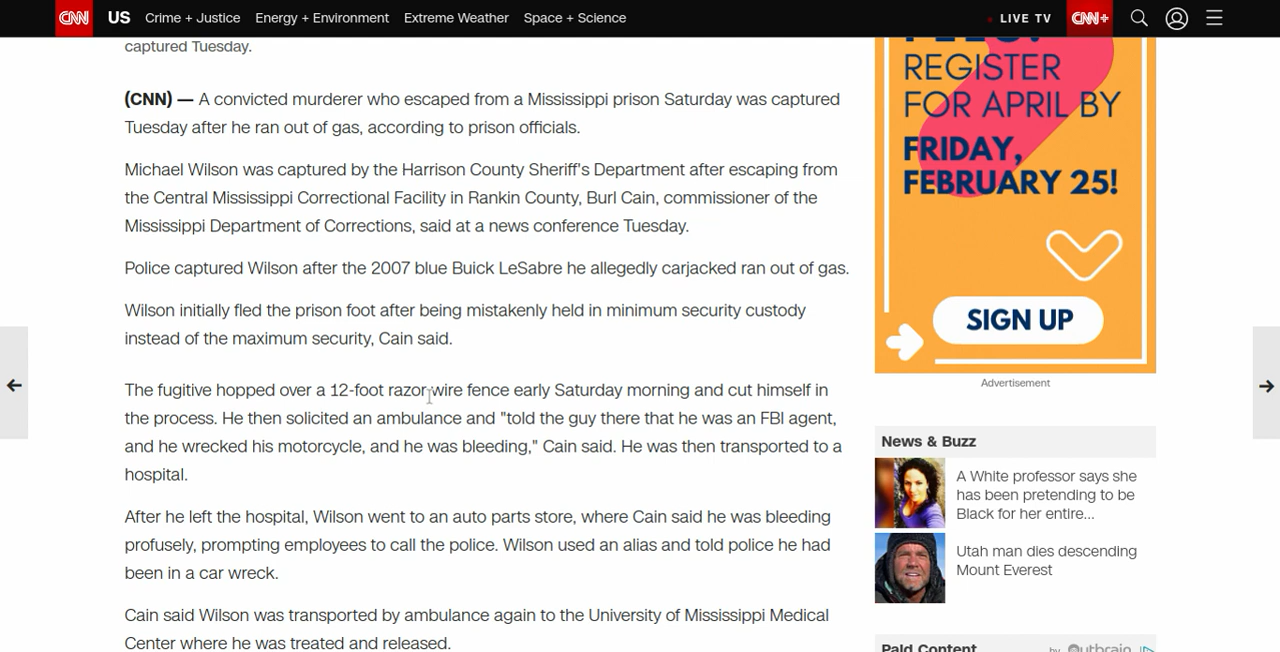 CNN US Crime + Justice Energy + Environment Extreme Weather Space + Science LIVE TV CNN+
captured Tuesday.
(CNN) — A convicted murderer who escaped from a Mississippi prison Saturday was captured
Tuesday after he ran out of gas, according to prison officials.
Michael Wilson was captured by the Harrison County Sheriff's Department after escaping from
the Central Mississippi Correctional Facility in Rankin County, Burl Cain, commissioner of the
Mississippi Department of Corrections, said at a news conference Tuesday.
Police captured Wilson after the 2007 blue Buick LeSabre he allegedly carjacked ran out of gas.
Wilson initially fled the prison foot after being mistakenly held in minimum security custody
instead of the maximum security, Cain said.
The fugitive hopped over a 12-foot razor wire fence early Saturday morning and cut himself in
the process. He then solicited an ambulance and "told the guy there that he was an FBI agent,
and he wrecked his motorcycle, and he was bleeding," Cain said. He was then transported to a
hospital.
After he left the hospital, Wilson went to an auto parts store, where Cain said he was bleeding
profusely, prompting employees to call the police. Wilson used an alias and told police he had
been in a car wreck.
Cain said Wilson was transported by ambulance again to the University of Mississippi Medical
Center where he was treated and released.
REGISTER
FOR APRIL BY
FRIDAY,
FEBRUARY 25!
SIGN UP
Advertisement
News & Buzz
A White professor says she
has been pretending to be
Black for her entire...
Utah man dies descending
Mount Everest
Paid Content by Outbrain